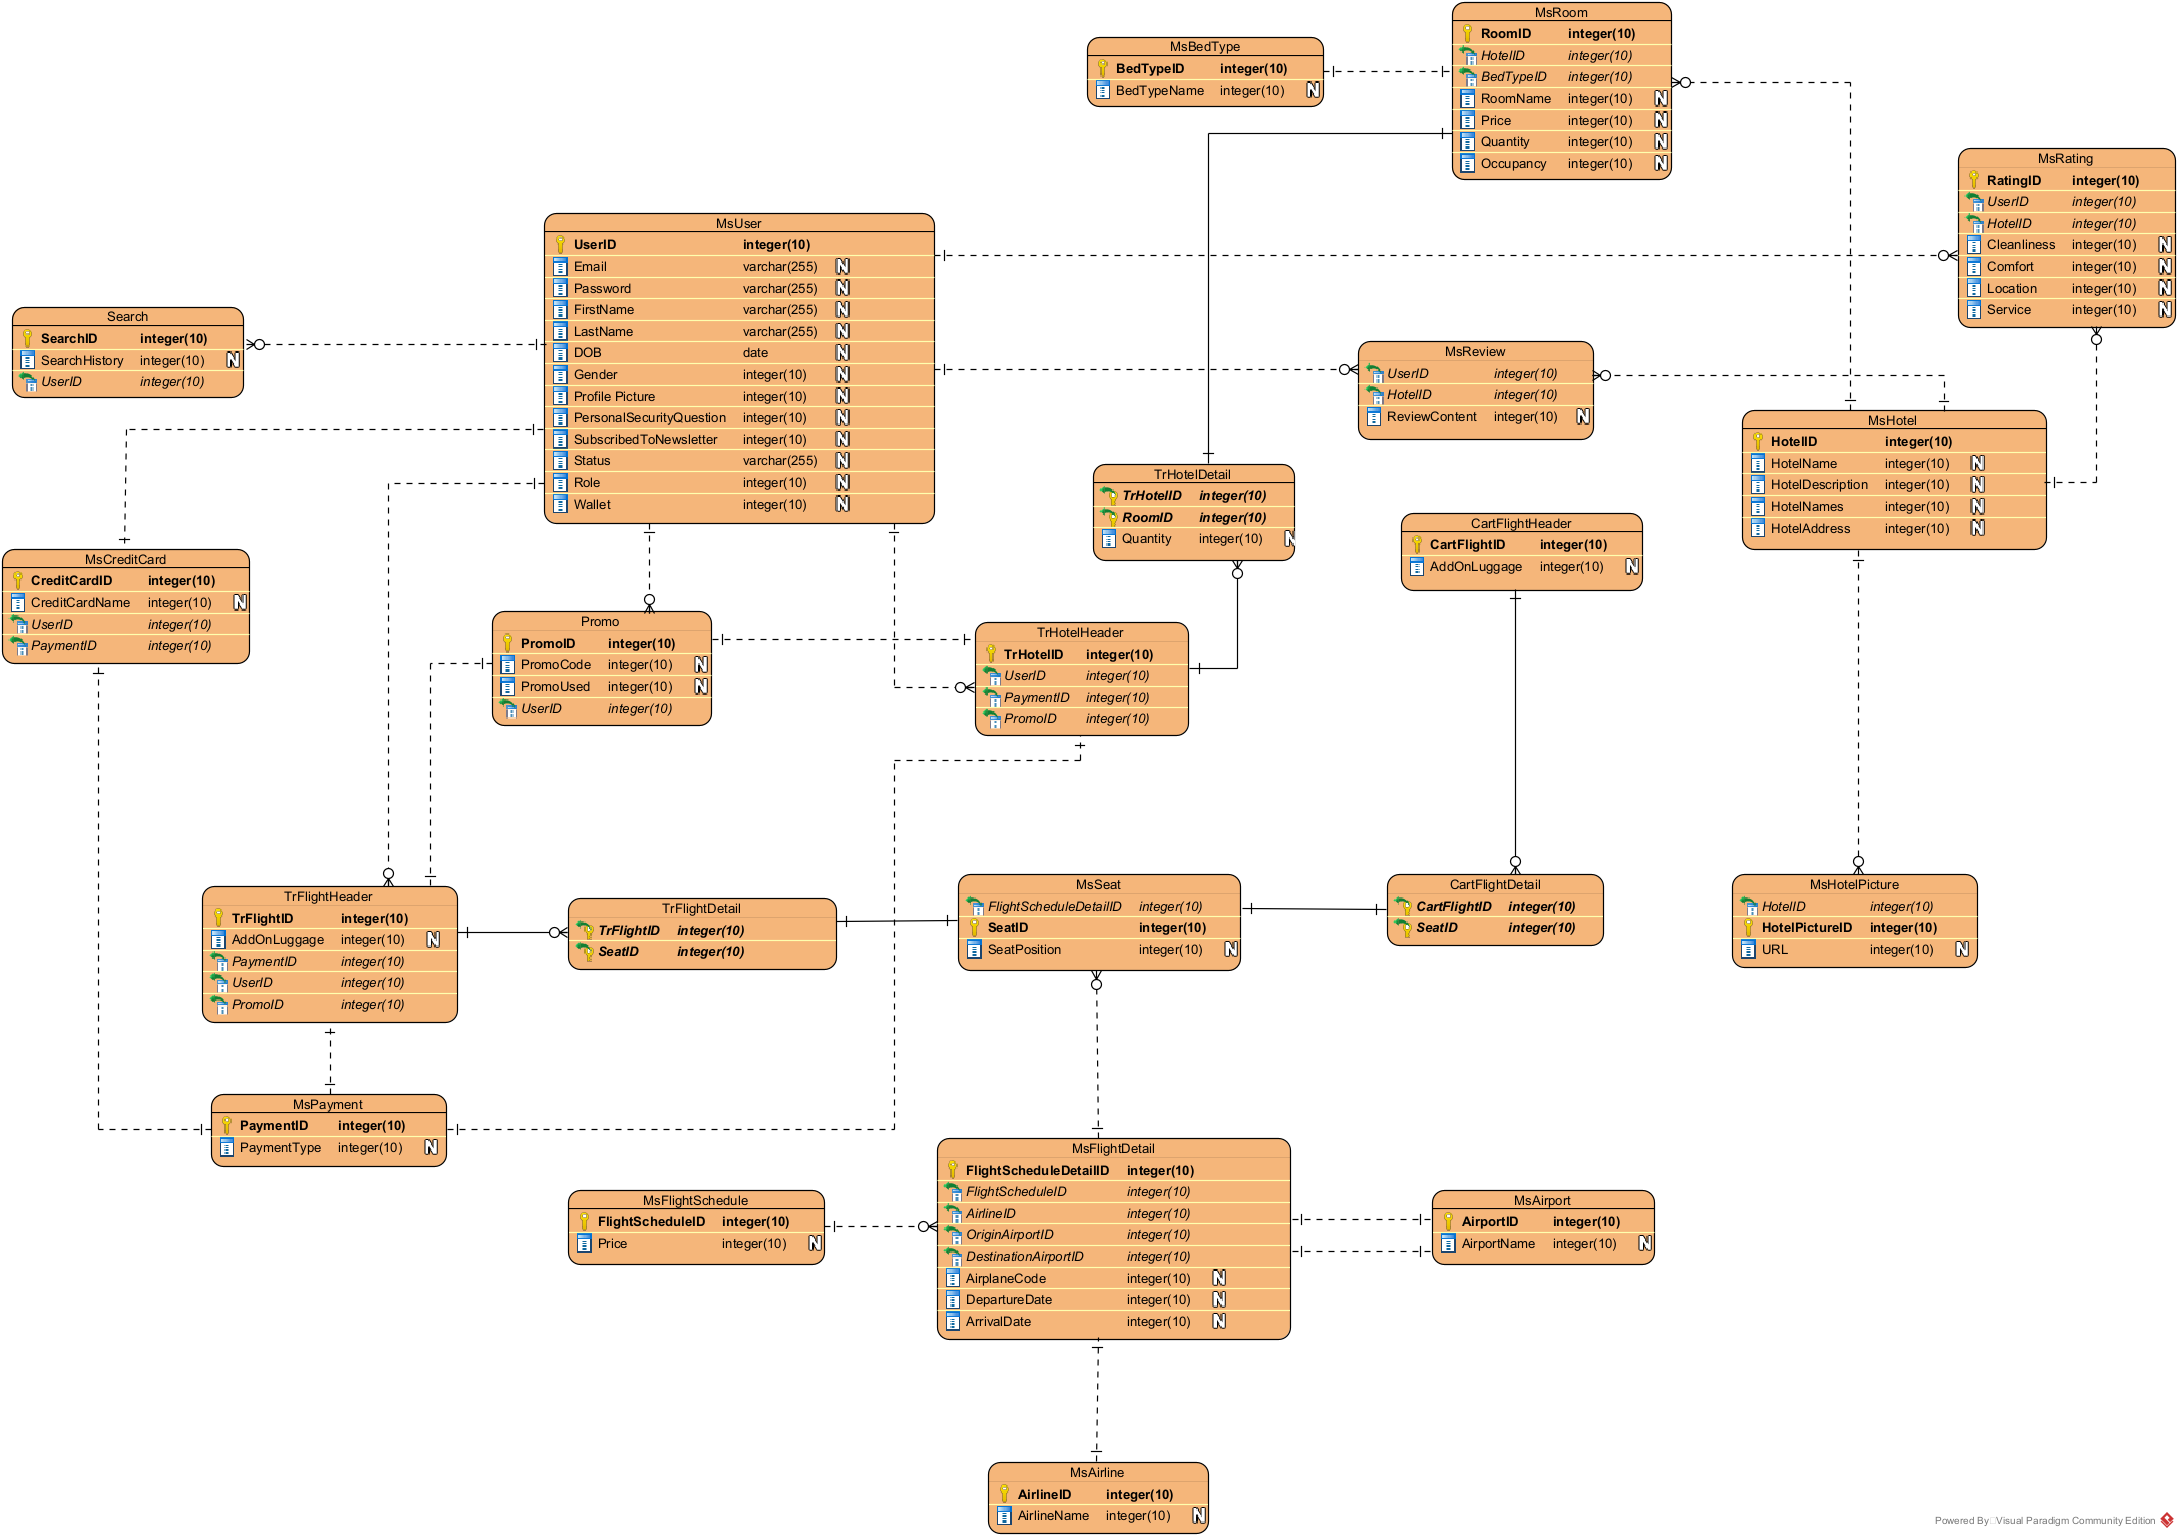 MsRoom
RoomID integer(10)
HotelID integer(10)
BedTypeID integer(10)
RoomName integer(10) N
Price integer(10) N
Quantity integer(10) N
Occupancy integer(10) N
MsBedType
BedTypeID integer(10)
BedTypeName integer(10) N
MsRating
RatingID integer(10)
UserID integer(10)
HotelID integer(10)
Cleanliness integer(10) N
Comfort integer(10) N
Location integer(10) N
Service integer(10) N
MsUser
UserID integer(10)
Email varchar(255) N
Password varchar(255) N
FirstName varchar(255) N
LastName varchar(255) N
DOB date N
Gender integer(10) N
Profile Picture integer(10) N
PersonalSecurityQuestion integer(10) N
SubscribedToNewsletter integer(10) N
Status varchar(255) N
Role integer(10) N
Wallet integer(10) N
Search
SearchID integer(10)
SearchHistory integer(10) N
UserID integer(10)
MsReview
UserID integer(10)
HotelID integer(10)
ReviewContent integer(10) N
MsHotel
HotelID integer(10)
HotelName integer(10) N
HotelDescription integer(10) N
HotelNames integer(10) N
HotelAddress integer(10) N
TrHotelDetail
TrHotelID integer(10)
RoomID integer(10)
Quantity integer(10) N
CartFlightHeader
CartFlightID integer(10)
AddOnLuggage integer(10) N
MsCreditCard
CreditCardID integer(10)
CreditCardName integer(10) N
UserID integer(10)
PaymentID integer(10)
Promo
PromoID integer(10)
PromoCode integer(10) N
PromoUsed integer(10) N
UserID integer(10)
TrHotelHeader
TrHotelID integer(10)
UserID integer(10)
PaymentID integer(10)
PromoID integer(10)
TrFlightHeader
TrFlightID integer(10)
AddOnLuggage integer(10) N
PaymentID integer(10)
UserID integer(10)
PromoID integer(10)
TrFlightDetail
TrFlightID integer(10)
SeatID integer(10)
MsSeat
FlightScheduleDetailID integer(10)
SeatID integer(10)
SeatPosition integer(10) N
CartFlightDetail
CartFlightID integer(10)
SeatID integer(10)
MsHotelPicture
HotelID integer(10)
HotelPictureID integer(10)
URL integer(10) N
MsPayment
PaymentID integer(10)
PaymentType integer(10) N
MsFlightDetail
FlightScheduleDetailID integer(10)
FlightScheduleID integer(10)
AirlineID integer(10)
OriginAirportID integer(10)
DestinationAirportID integer(10)
AirplaneCode integer(10) N
DepartureDate integer(10) N
ArrivalDate integer(10) N
MsFlightSchedule
FlightScheduleID integer(10)
Price integer(10) N
MsAirport
AirportID integer(10)
AirportName integer(10) N
MsAirline
AirlineID integer(10)
AirlineName integer(10) N
Powered By Visual Paradigm Community Edition